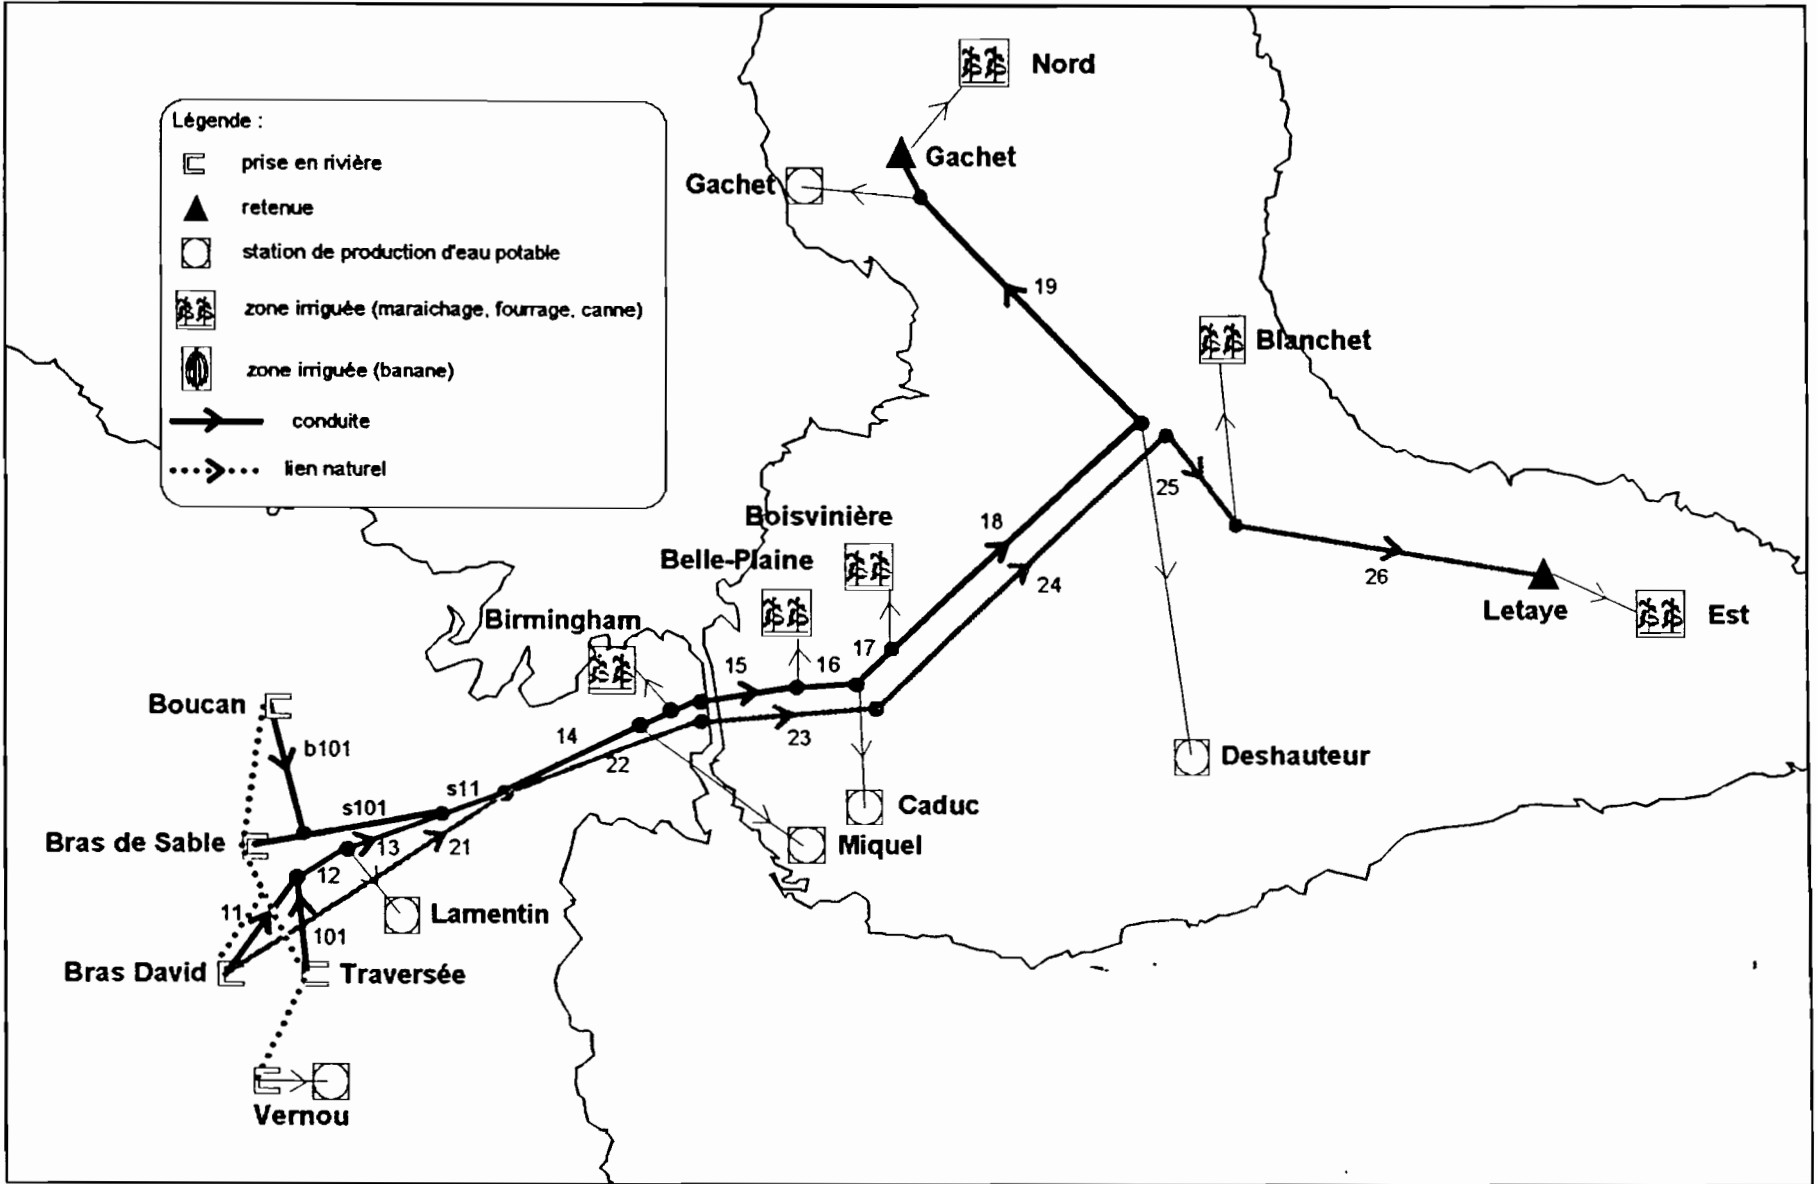 Nord
Légende :
prise en rivière
Gachet
Gachet
retenue
station de production d'eau potable
19
zone irriguée (maraichage, fourrage, canne)
Blanchet
zone irriguée (banane)
conduite
lien naturel
25
Boisvinière
18
Belle-Plaine
24
26
Letaye
Est
Birmingham
17
15
16
Boucan
14
23
b101
22
Deshauteur
s11
s101
Caduc
Bras de Sable
13
21
Miquel
12
11
Lamentin
101
Bras David
Traversée
Vernou